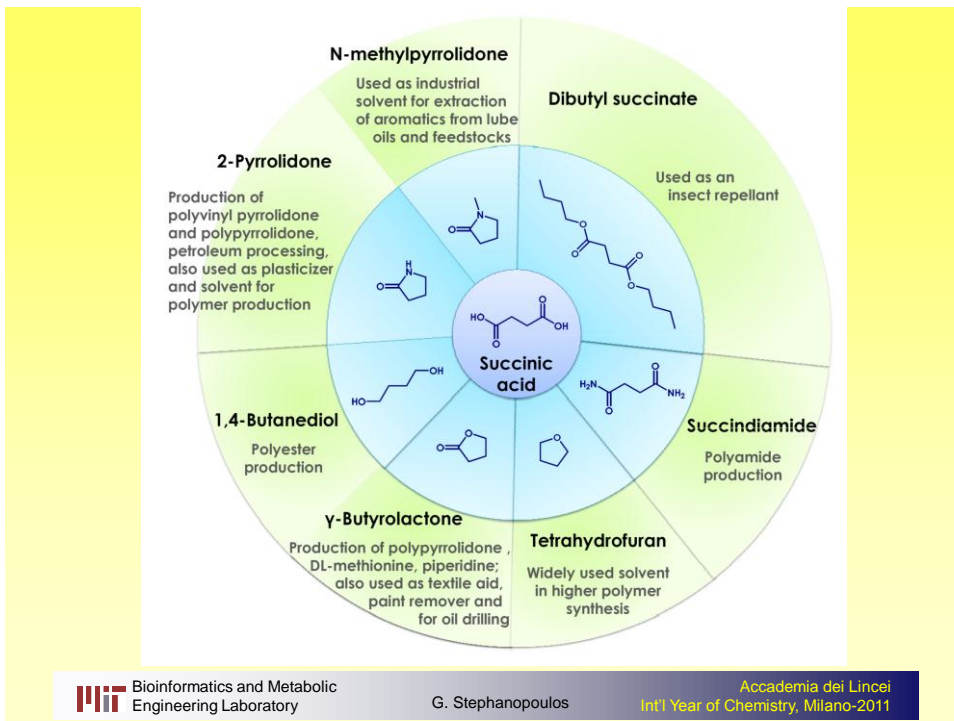 N-methylpyrrolidone
Used as industrial
solvent for extraction
of aromatics from lube
oils and feedstocks
Dibutyl succinate
Used as an
insect repellant
2-Pyrrolidone
Production of
polyvinyl pyrrolidone
and polypyrrolidone,
petroleum processing,
also used as plasticizer
and solvent for
polymer production
N
O
H
N
O
O
O
O
O
HO
O
OH
O
Succinic
acid
OH
HO
O
H₂N
O
NH₂
O
O
O
O
1,4-Butanediol
Polyester
production
Succindiamide
Polyamide
production
γ-Butyrolactone
Production of polypyrrolidone ,
DL-methionine, piperidine;
also used as textile aid,
paint remover and
for oil drilling
Tetrahydrofuran
Widely used solvent
in higher polymer
synthesis
Bioinformatics and Metabolic
Engineering Laboratory
G. Stephanopoulos
Accademia dei Lincei
Int'l Year of Chemistry, Milano-2011